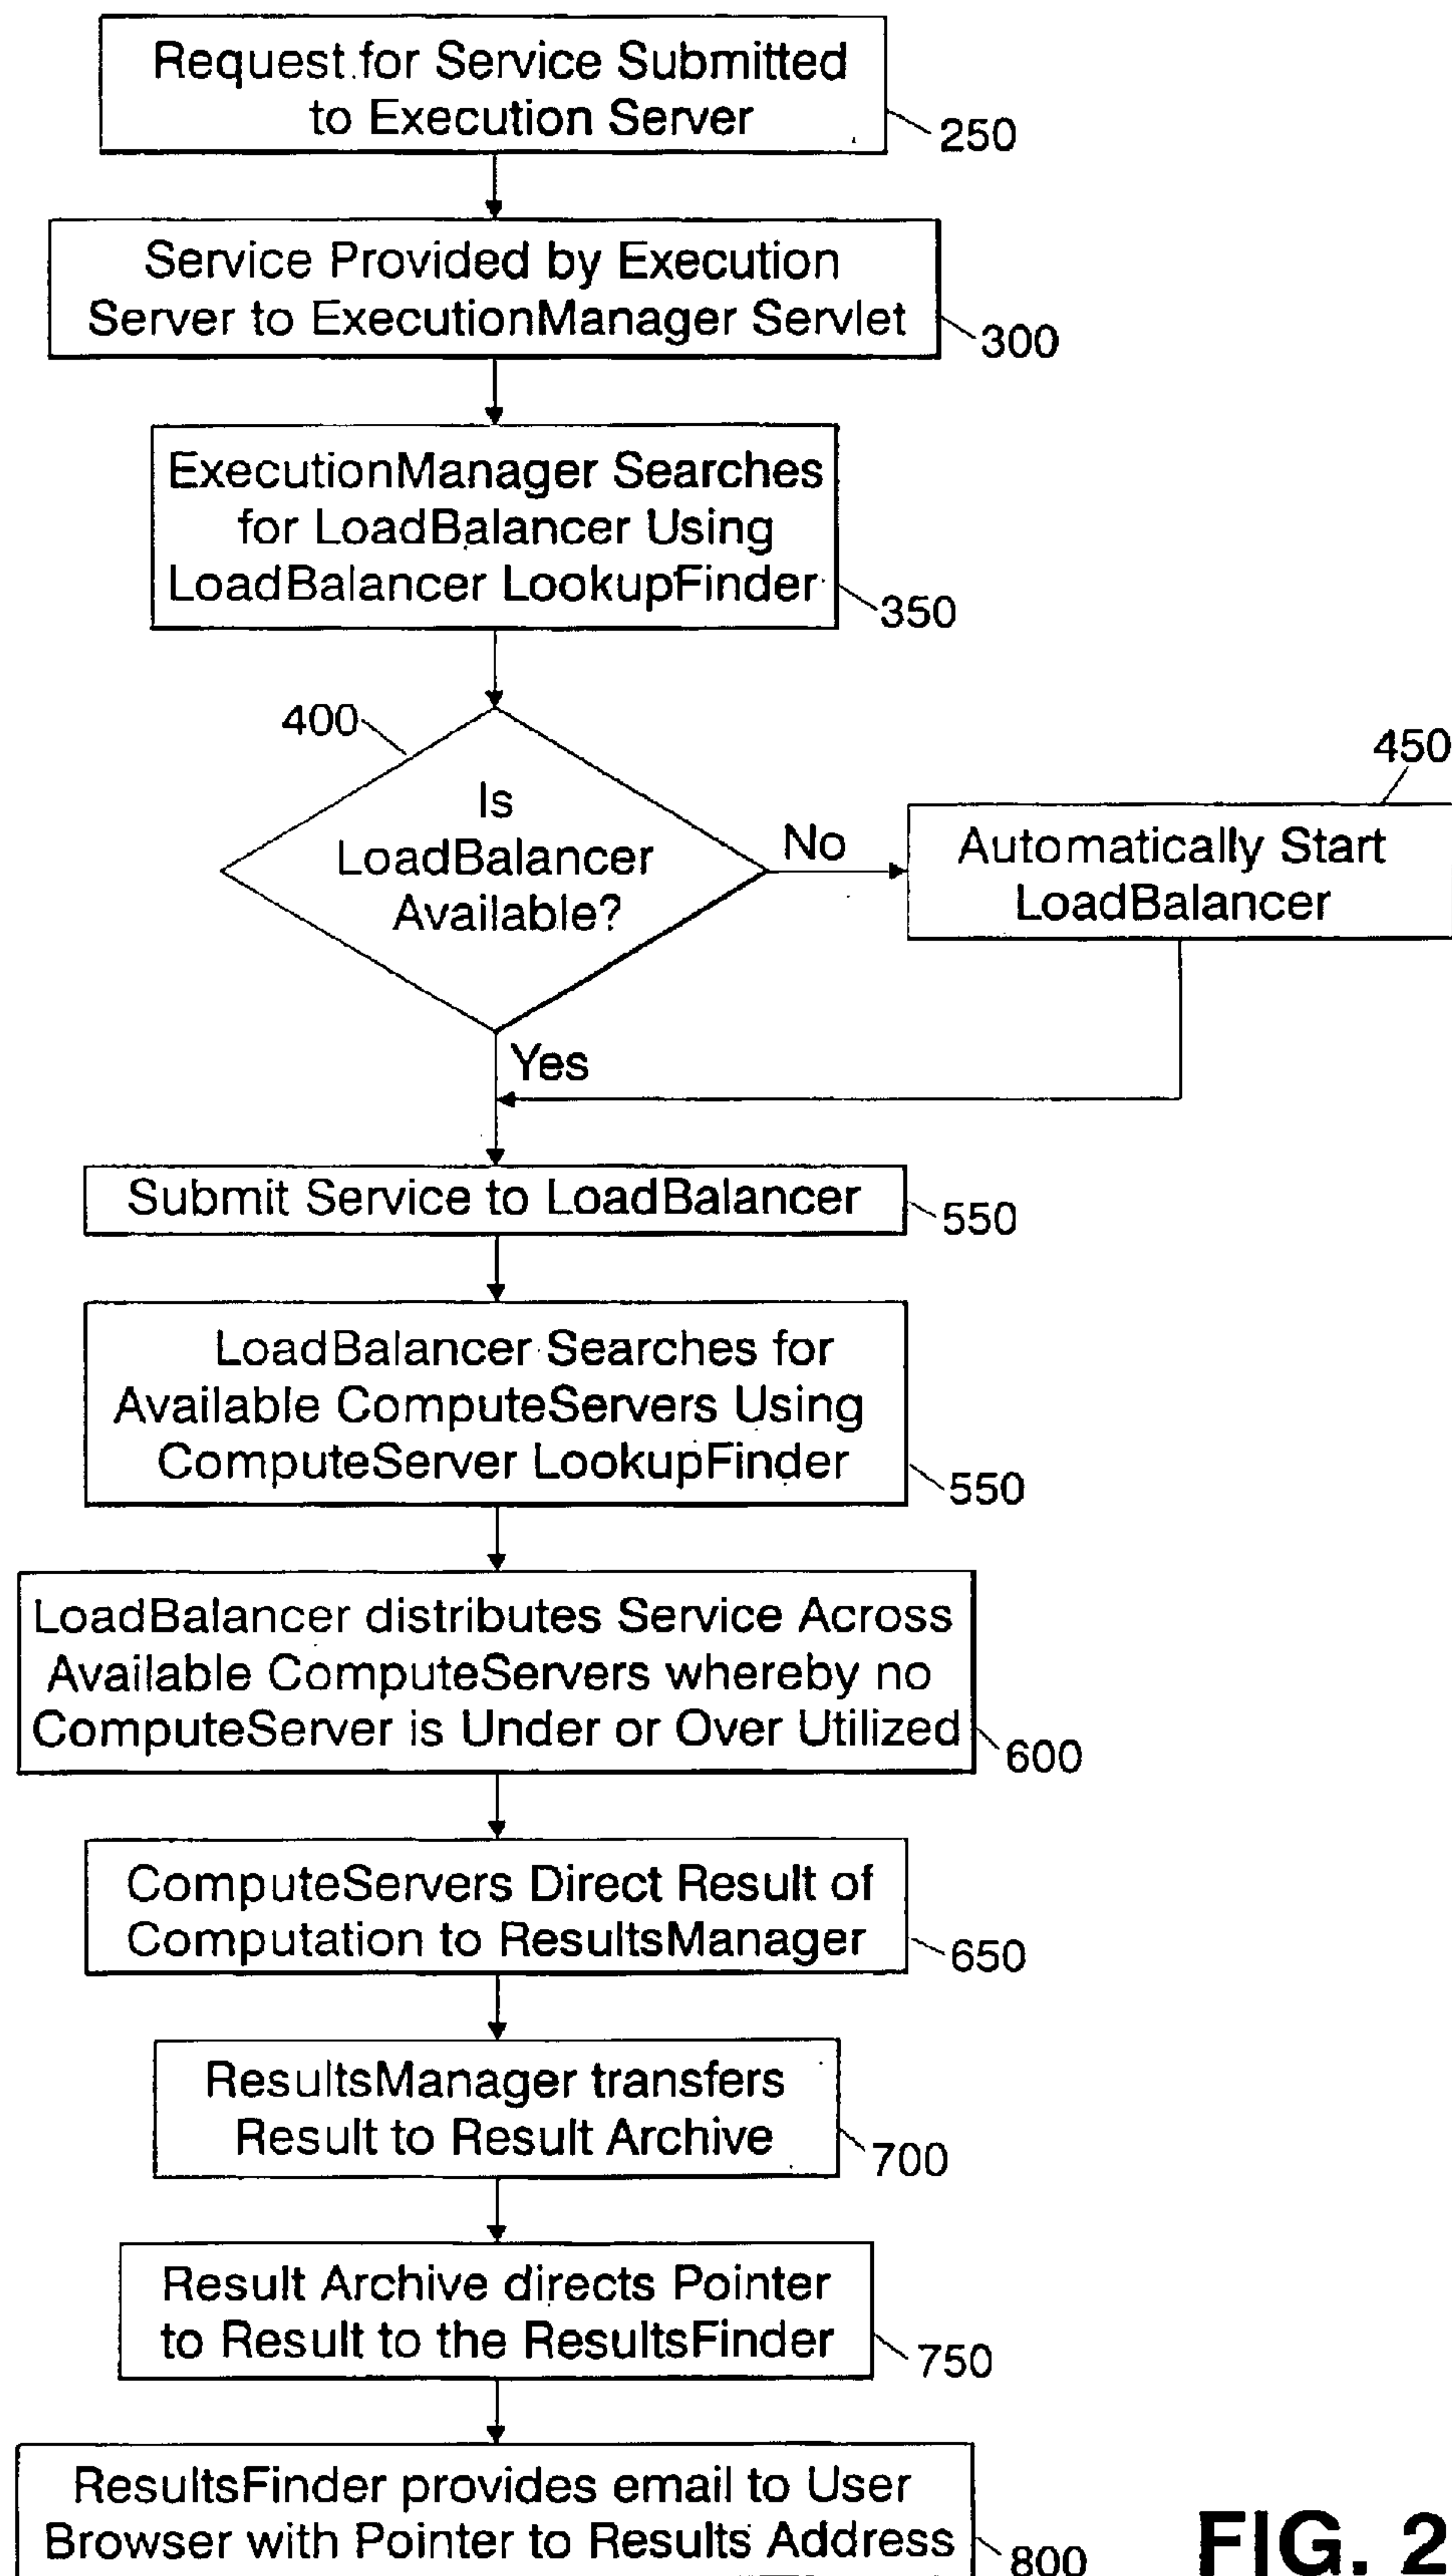 Request for Service Submitted
to Execution Server
250
Service Provided by Execution
Server to ExecutionManager Servlet
300
ExecutionManager Searches
for LoadBalancer Using
LoadBalancer LookupFinder
350
400
Is
LoadBalancer
Available?
No
450
Automatically Start
LoadBalancer
Yes
Submit Service to LoadBalancer
550
LoadBalancer Searches for
Available ComputeServers Using
ComputeServer LookupFinder
550
LoadBalancer distributes Service Across
Available ComputeServers whereby no
ComputeServer is Under or Over Utilized
600
ComputeServers Direct Result of
Computation to ResultsManager
650
ResultsManager transfers
Result to Result Archive
700
Result Archive directs Pointer
to Result to the ResultsFinder
750
ResultsFinder provides email to User
Browser with Pointer to Results Address
800
FIG. 2